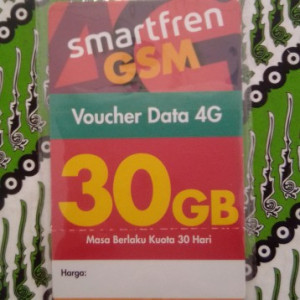 smartfren
GSM
Voucher Data 4G
30GB
Masa Berlaku Kuota 30 Hari
Harga: